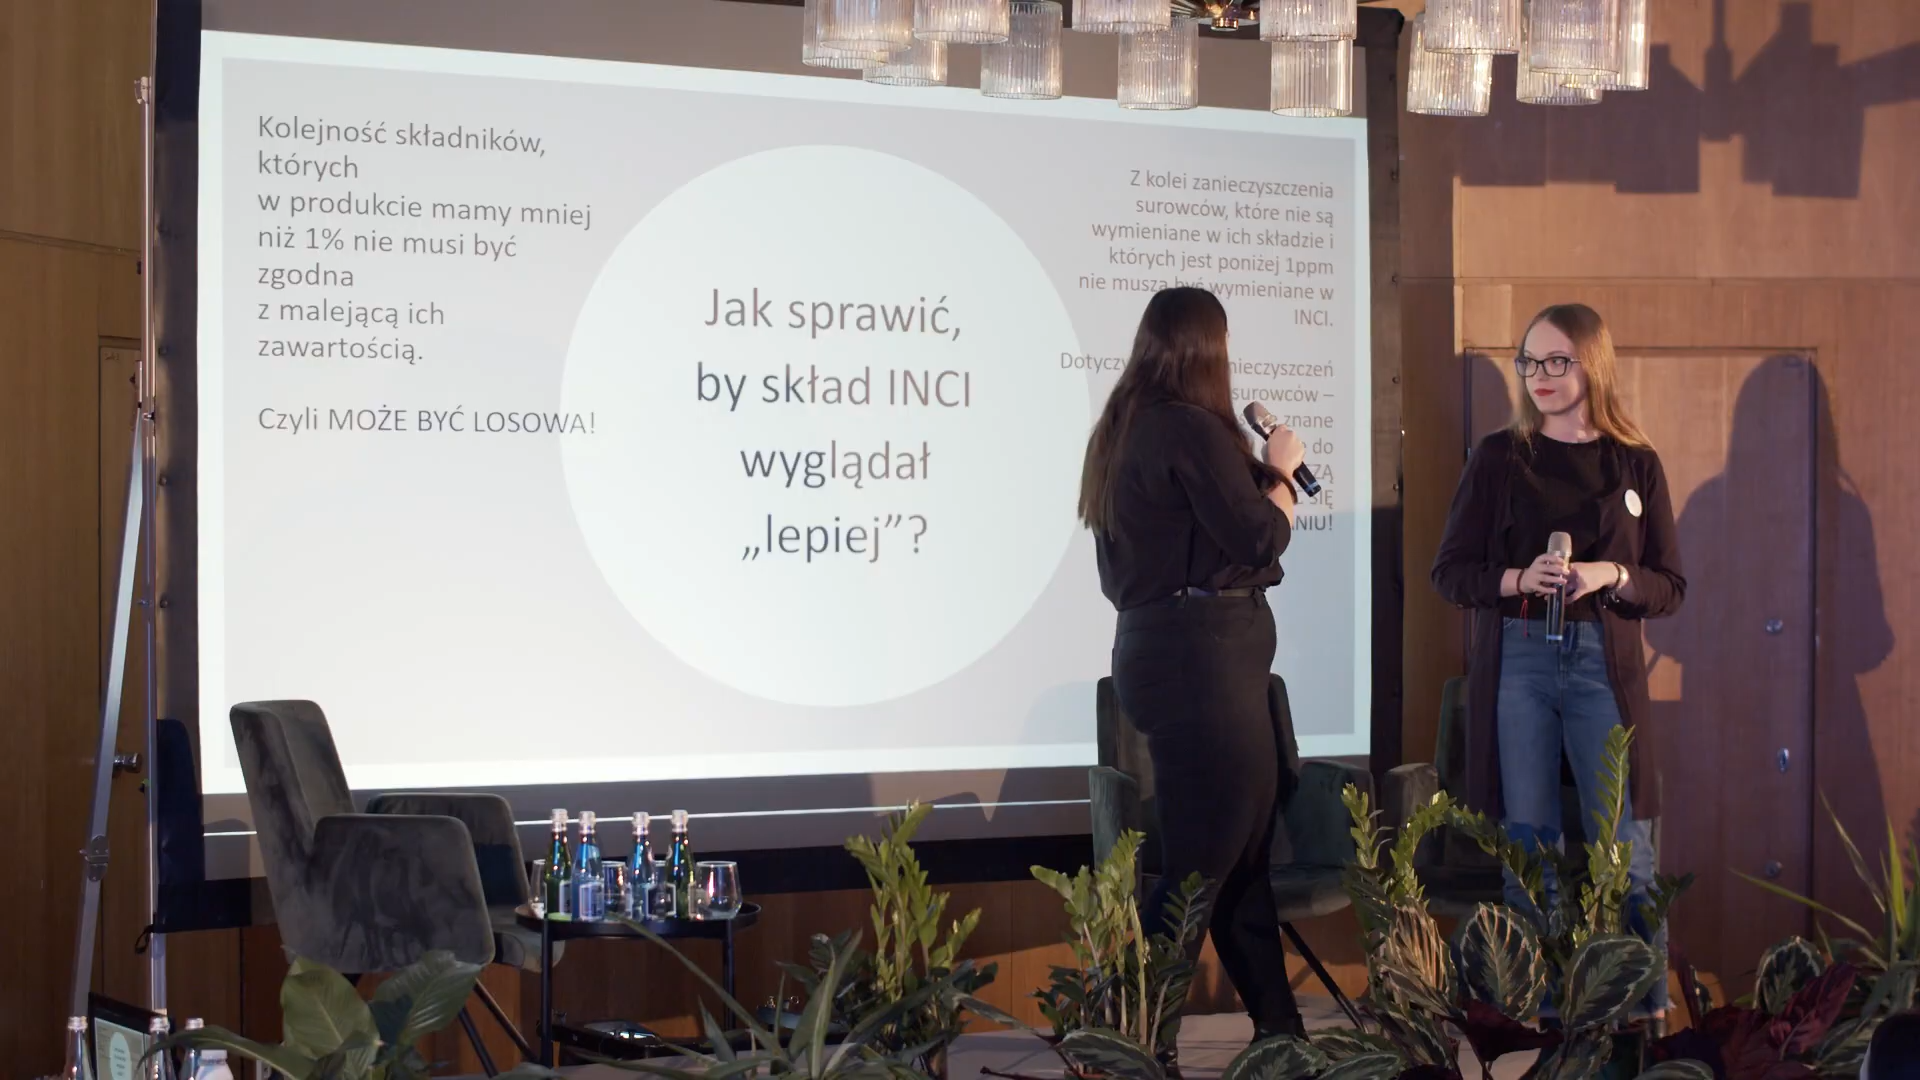 Kolejność składników,
których
w produkcie mamy mniej
niż 1% nie musi być
zgodna
z malejącą ich
zawartością.
Czyli MOŻE BYĆ LOSOWA!
Jak sprawić,
by skład INCI
wyglądał
„lepiej”?
Z kolei zanieczyszczenia
surowców, które nie są
wymieniane w ich składzie i
których jest poniżej 1ppm
nie muszą być wymieniane w
INCI.
surowców –
znane
do
SIĘ